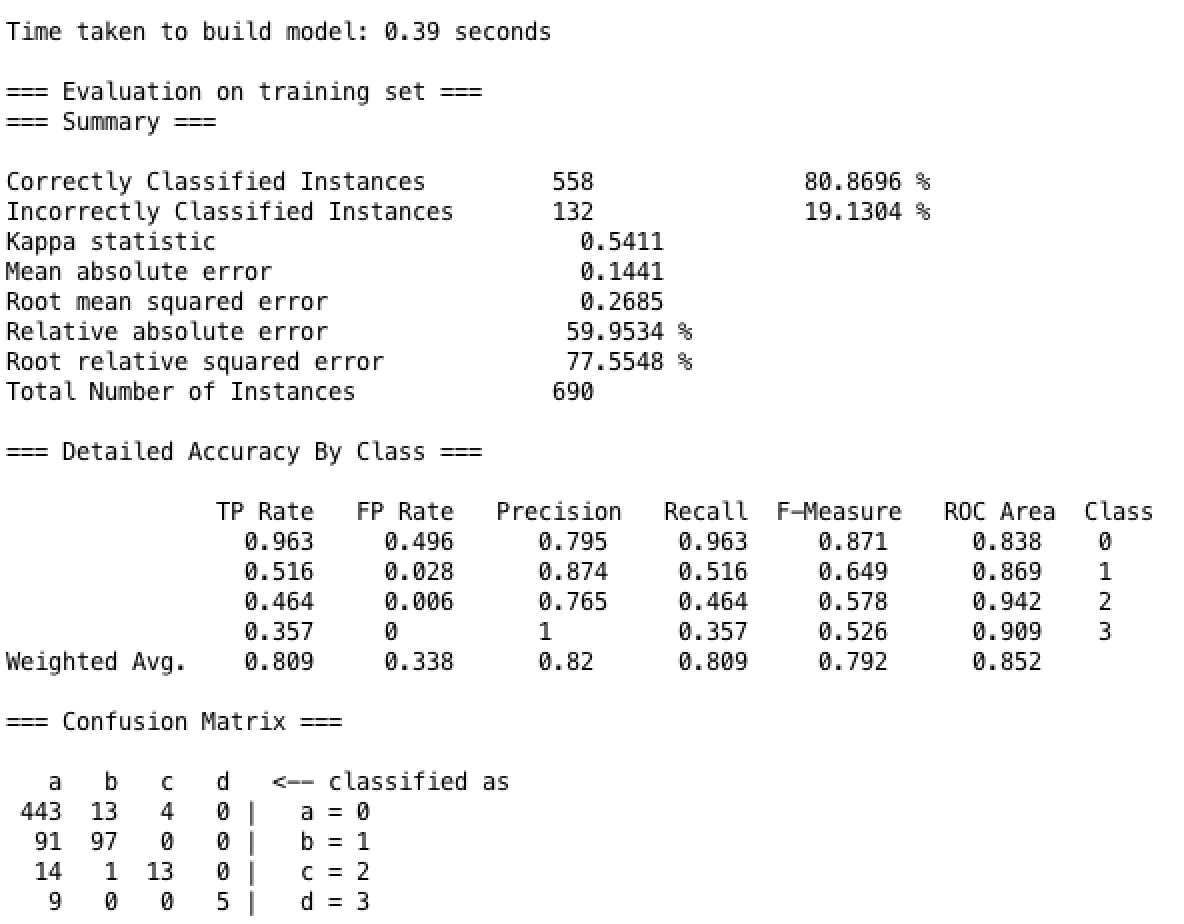 Time taken to build model: 0.39 seconds
=== Evaluation on training set ===
=== Summary ===
Correctly Classified Instances 558 80.8696 %
Incorrectly Classified Instances 132 19.1304 %
Kappa statistic 0.5411
Mean absolute error 0.1441
Root mean squared error 0.2685
Relative absolute error 59.9534 %
Root relative squared error 77.5548 %
Total Number of Instances 690
=== Detailed Accuracy By Class ===
TP Rate FP Rate Precision Recall F-Measure ROC Area Class
0.963 0.496 0.795 0.963 0.871 0.838 0
0.516 0.028 0.874 0.516 0.649 0.869 1
0.464 0.006 0.765 0.464 0.578 0.942 2
0.357 0 1 0.357 0.526 0.909 3
Weighted Avg. 0.809 0.338 0.82 0.809 0.792 0.852
=== Confusion Matrix ===
a b c d <-- classified as
443 13 4 0 | a = 0
91 97 0 0 | b = 1
14 1 13 0 | c = 2
9 0 0 5 | d = 3